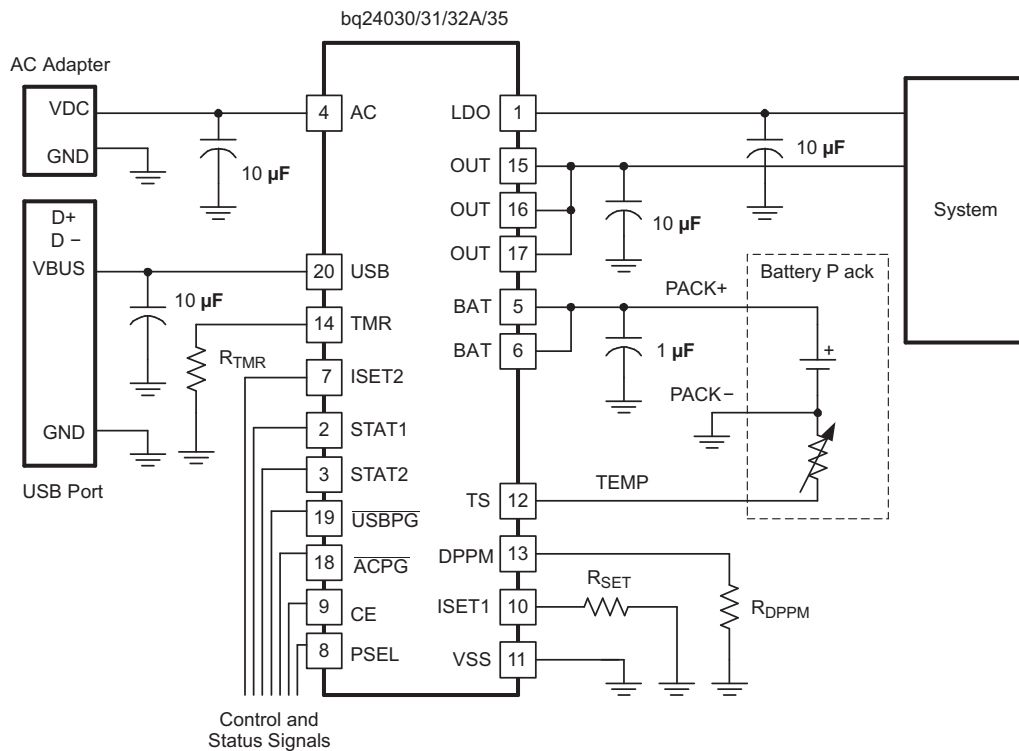 bq24030/31/32A/35
AC Adapter
VDC
GND
10 µF
4
AC
D+
D −
VBUS
GND
USB Port
10 µF
20
USB
14
TMR
RTMR
7
ISET2
2
STAT1
3
STAT2
19
USBPG
18
ACPG
9
CE
8
PSEL
Control and
Status Signals
LDO
1
10 µF
OUT
15
OUT
16
OUT
17
10 µF
System
BAT
5
BAT
6
PACK+
1 µF
Battery P ack
+
PACK−
TS
12
TEMP
DPPM
13
RDPPM
ISET1
10
RSET
VSS
11